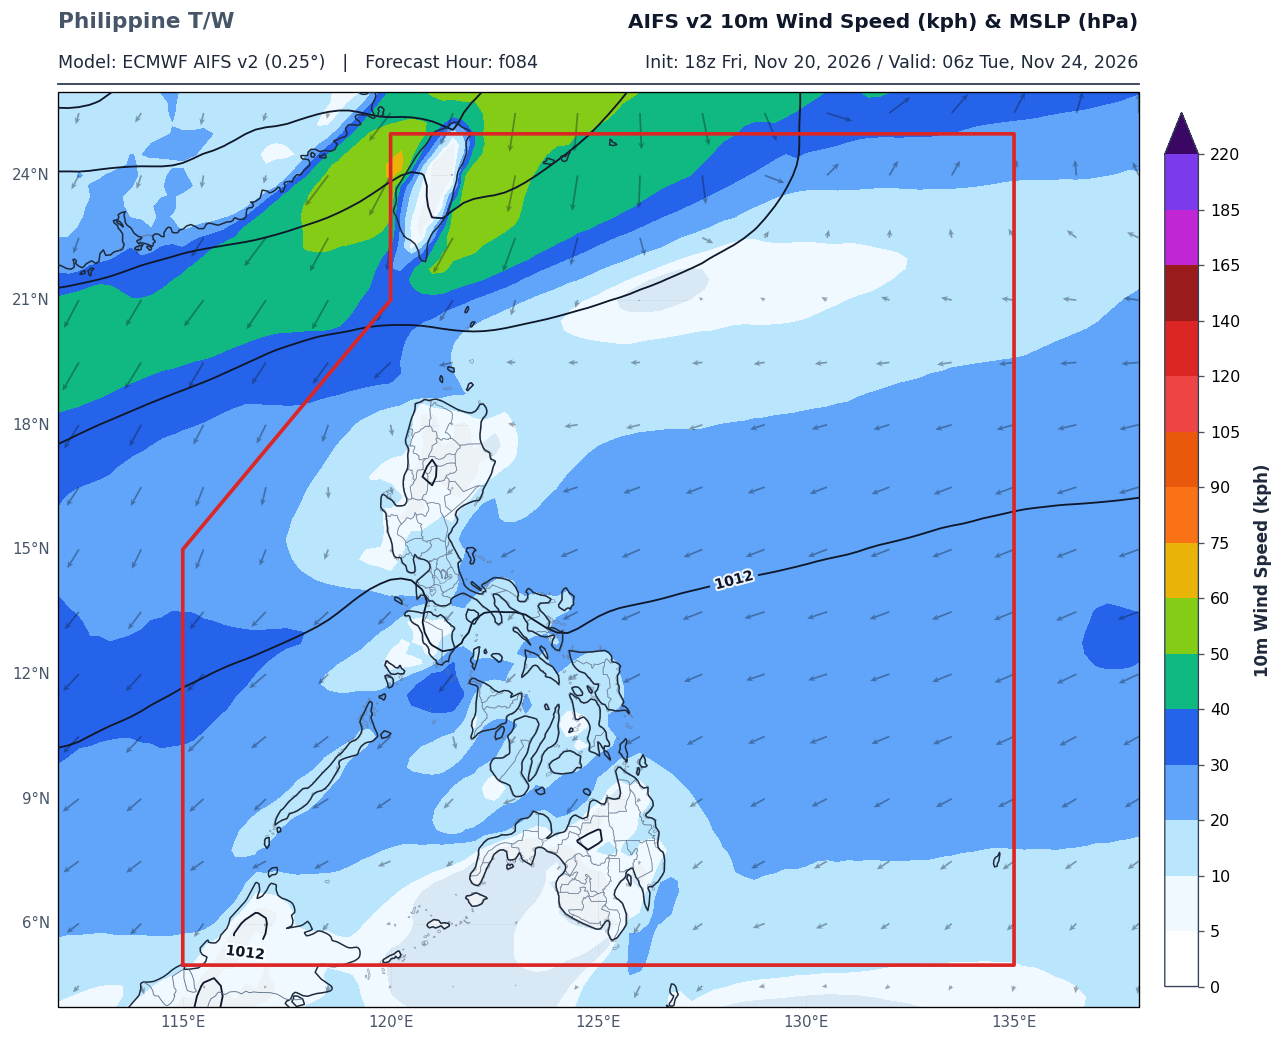 Philippine T/W
AIFS v2 10m Wind Speed (kph) & MSLP (hPa)
Model: ECMWF AIFS v2 (0.25°) | Forecast Hour: f084
Init: 18z Fri, Nov 20, 2026 / Valid: 06z Tue, Nov 24, 2026
24°N
21°N
18°N
15°N
12°N
9°N
6°N
1012
1012
115°E
120°E
125°E
130°E
135°E
220
185
165
140
120
105
90
75
60
50
40
30
20
10
5
0
10m Wind Speed (kph)